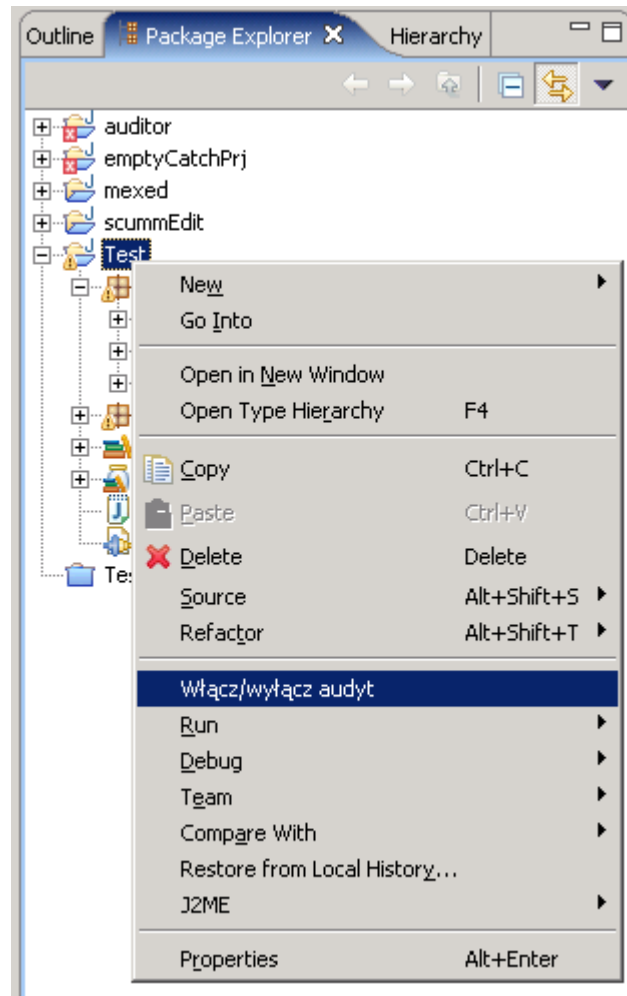 Outline Package Explorer Hierarchy
auditor
emptyCatchPrj
mexed
scummEdit
Test
New
Go Into
Open in New Window
Open Type Hierarchy F4
Copy Ctrl+C
Paste Ctrl+V
Delete Delete
Source Alt+Shift+S
Refactor Alt+Shift+T
Włącz/wyłącz audyt
Run
Debug
Team
Compare With
Restore from Local History...
J2ME
Properties Alt+Enter